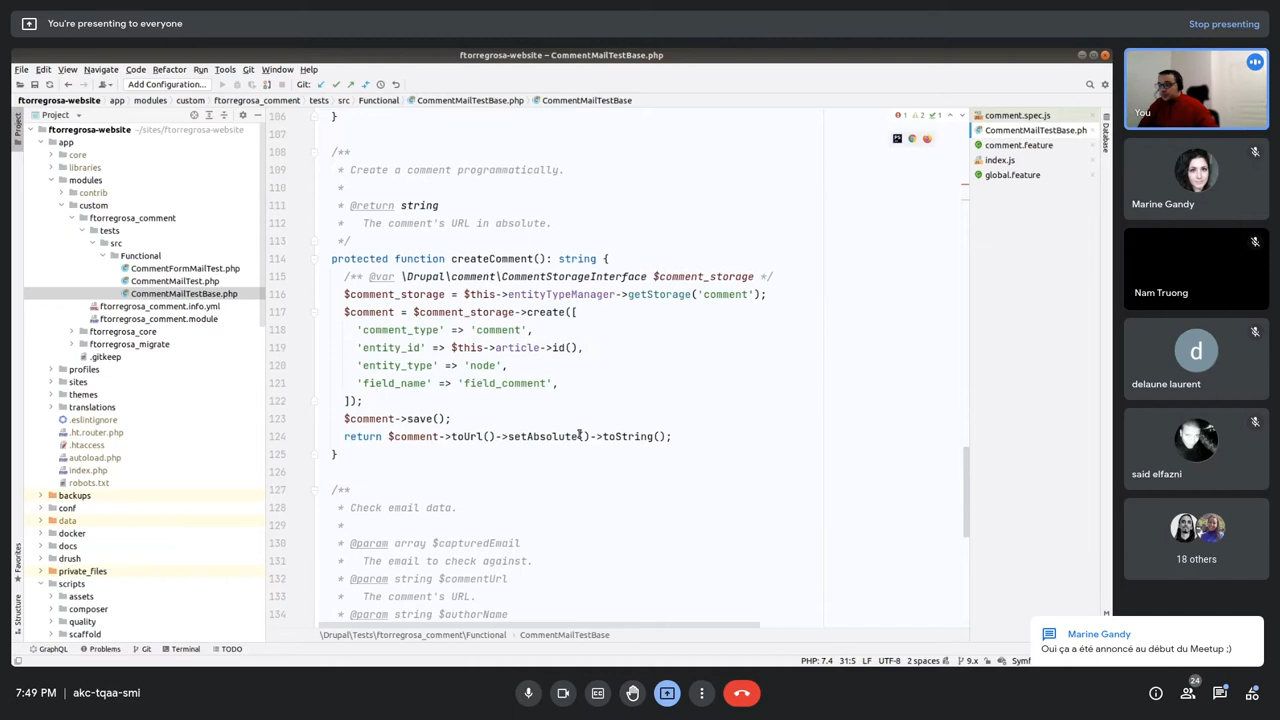 You're presenting to everyone
Stop presenting
ftorregrosa-website – CommentMailTestBase.php
File Edit View Navigate Code Refactor Run Tools Git Window Help
Add Configuration...
Git:
ftorregrosa-website app modules custom ftorregrosa_comment tests src Functional CommentMailTestBase.php CommentMailTestBase
Project
Project
ftorregrosa-website ~/sites/ftorregrosa-website
app
core
libraries
modules
contrib
custom
ftorregrosa_comment
tests
src
Functional
CommentFormMailTest.php
CommentMailTest.php
CommentMailTestBase.php
ftorregrosa_comment.info.yml
ftorregrosa_comment.module
ftorregrosa_core
ftorregrosa_migrate
.gitkeep
profiles
sites
themes
translations
.eslintignore
.ht.router.php
.htaccess
autoload.php
index.php
robots.txt
backups
conf
data
docker
docs
drush
private_files
scripts
assets
composer
quality
scaffold
Favorites
Structure
1 2 1
106 }
107
108 /**
109 * Create a comment programmatically.
110 *
111 * @return string
112 * The comment's URL in absolute.
113 */
114 protected function createComment(): string {
115 /** @var \Drupal\comment\CommentStorageInterface $comment_storage */
116 $comment_storage = $this->entityTypeManager->getStorage('comment');
117 $comment = $comment_storage->create([
118 'comment_type' => 'comment',
119 'entity_id' => $this->article->id(),
120 'entity_type' => 'node',
121 'field_name' => 'field_comment',
122 ]);
123 $comment->save();
124 return $comment->toUrl()->setAbsolute()->toString();
125 }
126
127 /**
128 * Check email data.
129 *
130 * @param array $capturedEmail
131 * The email to check against.
132 * @param string $commentUrl
133 * The comment's URL.
134 * @param string $authorName
comment.spec.js
CommentMailTestBase.ph
comment.feature
index.js
global.feature
Database
\Drupal\Tests\ftorregrosa_comment\Functional CommentMailTestBase
GraphQL Problems Git Terminal TODO
PHP: 7.4 31:5 LF UTF-8 2 spaces 9.x Symf
You
Marine Gandy
Nam Truong
d
delaune laurent
said elfazni
18 others
Marine Gandy
Oui ça a été annoncé au début du Meetup ;)
7:49 PM akc-tqaa-smi
24